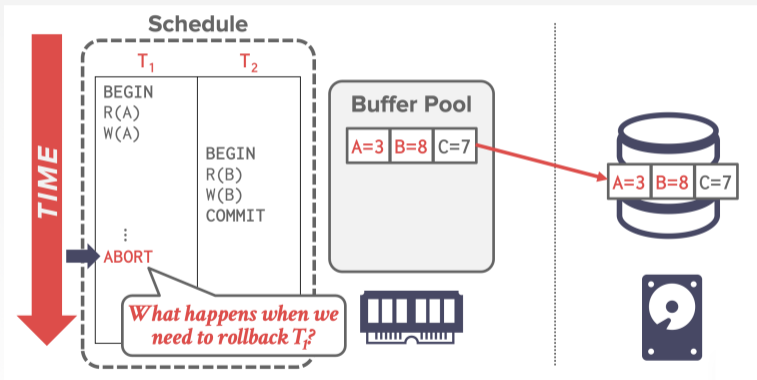 Schedule
TIME
T1
T2
BEGIN
R(A)
W(A)
⋮
ABORT
BEGIN
R(B)
W(B)
COMMIT
What happens when we
need to rollback T1?
Buffer Pool
A=3 B=8 C=7
A=3 B=8 C=7